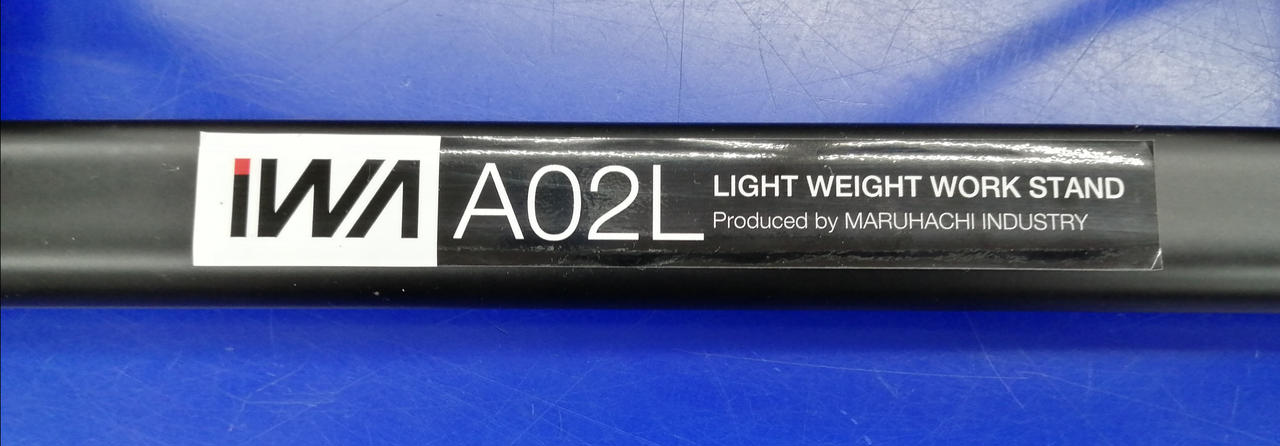 iWA A02L
LIGHT WEIGHT WORK STAND
Produced by MARUHACHI INDUSTRY